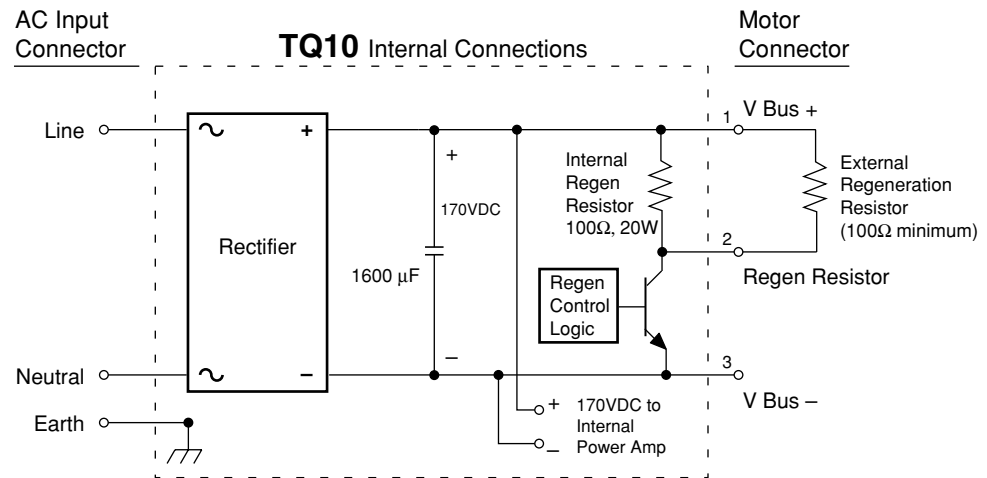 AC Input
Connector
TQ10 Internal Connections
Motor
Connector
Line
+
Rectifier
–
+
170VDC
1600 µF
–
Internal
Regen
Resistor
100Ω, 20W
Regen
Control
Logic
1
V Bus +
External
Regeneration
Resistor
(100Ω minimum)
2
Regen Resistor
3
V Bus –
Neutral
Earth
+
170VDC to
Internal
Power Amp
–